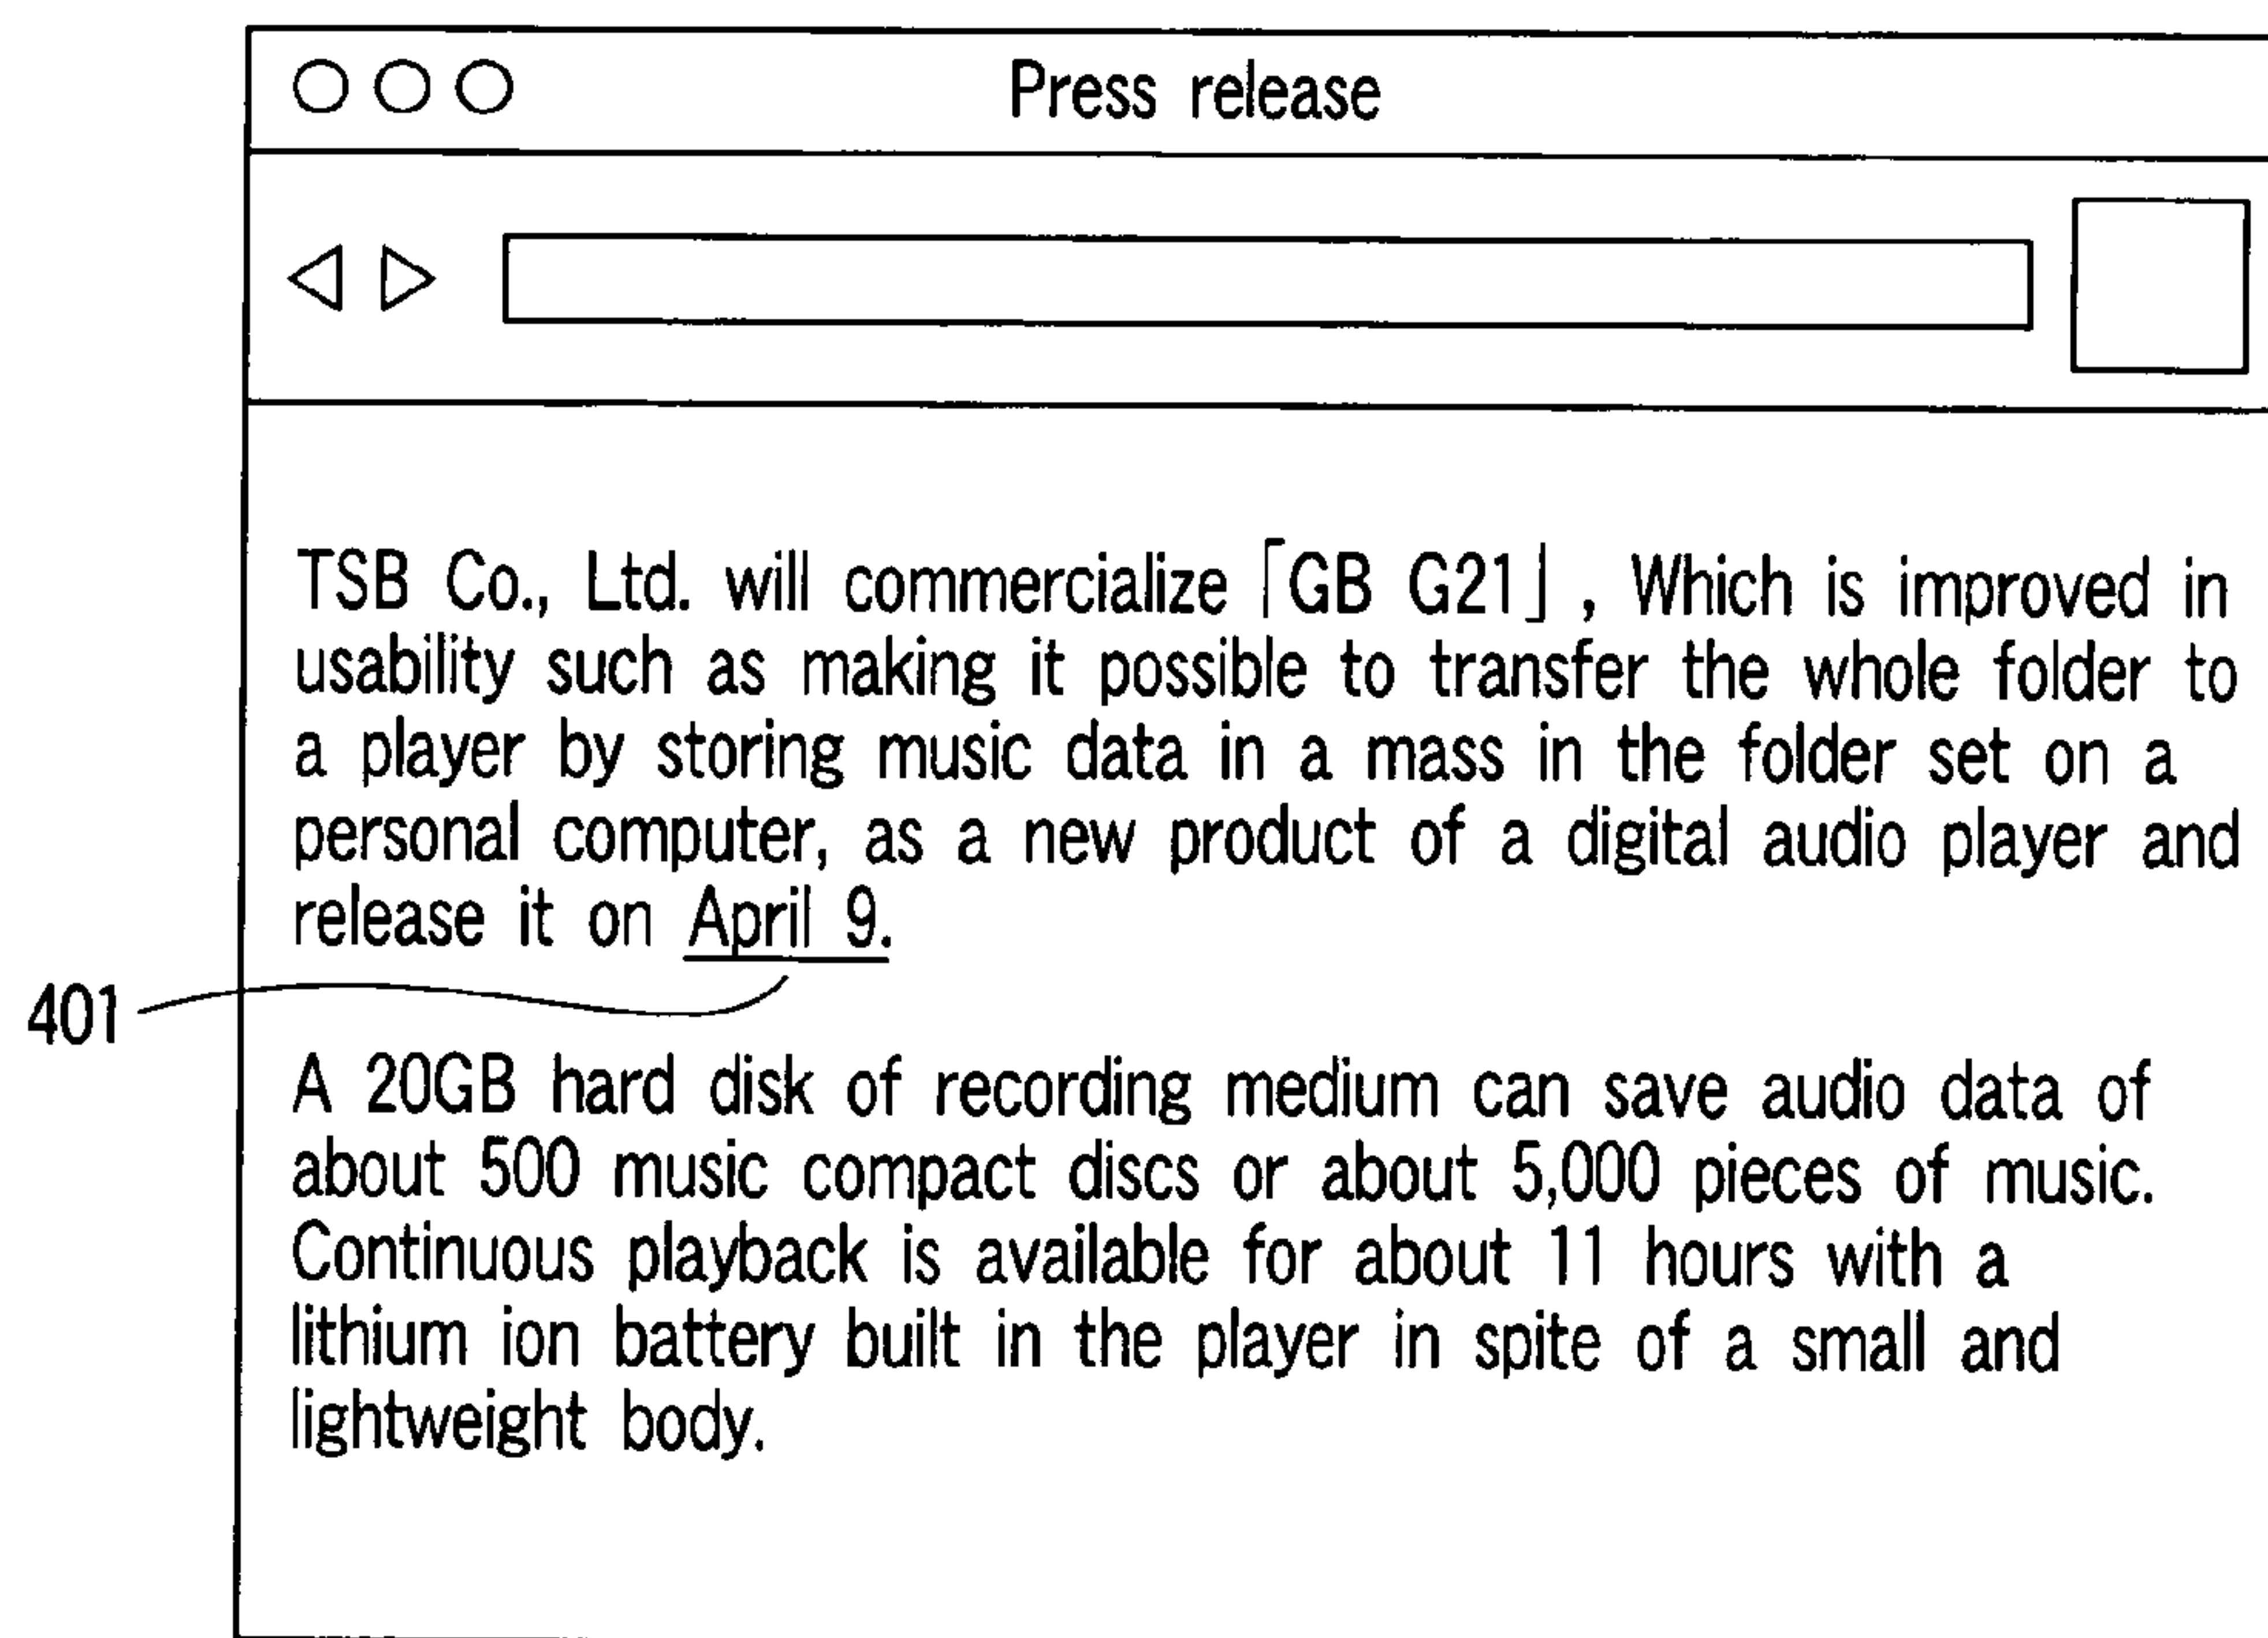 Press release
TSB Co., Ltd. will commercialize「GB G21」, Which is improved in
usability such as making it possible to transfer the whole folder to
a player by storing music data in a mass in the folder set on a
personal computer, as a new product of a digital audio player and
release it on April 9.
401
A 20GB hard disk of recording medium can save audio data of
about 500 music compact discs or about 5,000 pieces of music.
Continuous playback is available for about 11 hours with a
lithium ion battery built in the player in spite of a small and
lightweight body.